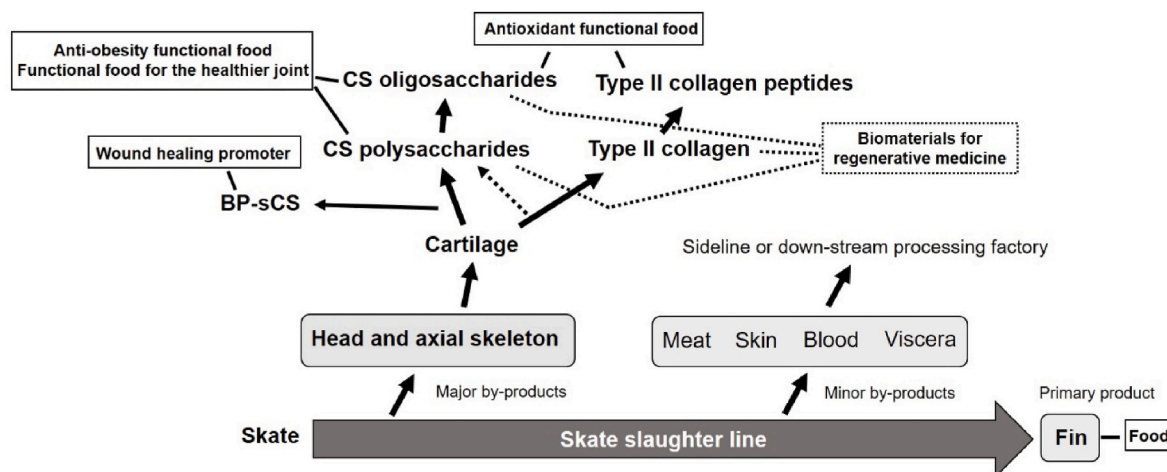 Antioxidant functional food
Anti-obesity functional food
Functional food for the healthier joint
CS oligosaccharides
Type II collagen peptides
Wound healing promoter
CS polysaccharides
Type II collagen
Biomaterials for
regenerative medicine
BP-sCS
Cartilage
Sideline or down-stream processing factory
Head and axial skeleton
Meat Skin Blood Viscera
Major by-products
Minor by-products
Primary product
Skate
Skate slaughter line
Fin
Food